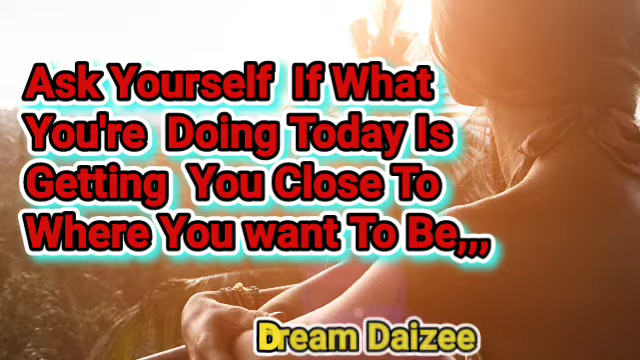 Ask Yourself If What
You're Doing Today Is
Getting You Close To
Where You want To Be,,,
Dream Daizee